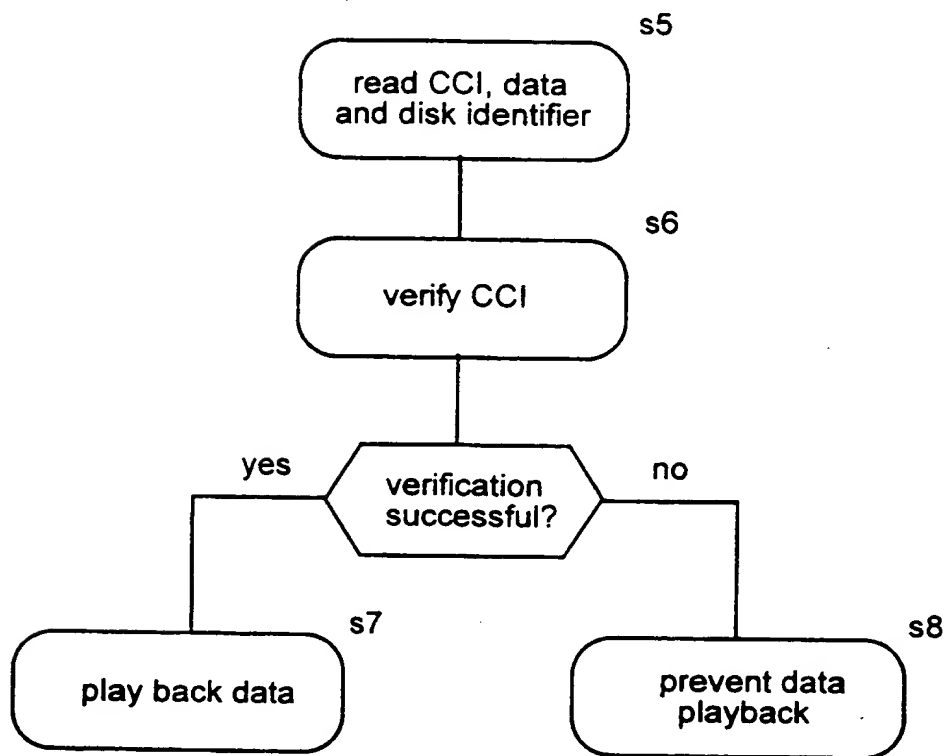 s5
read CCI, data
and disk identifier
s6
verify CCI
yes
verification
successful?
no
s7
play back data
s8
prevent data
playback